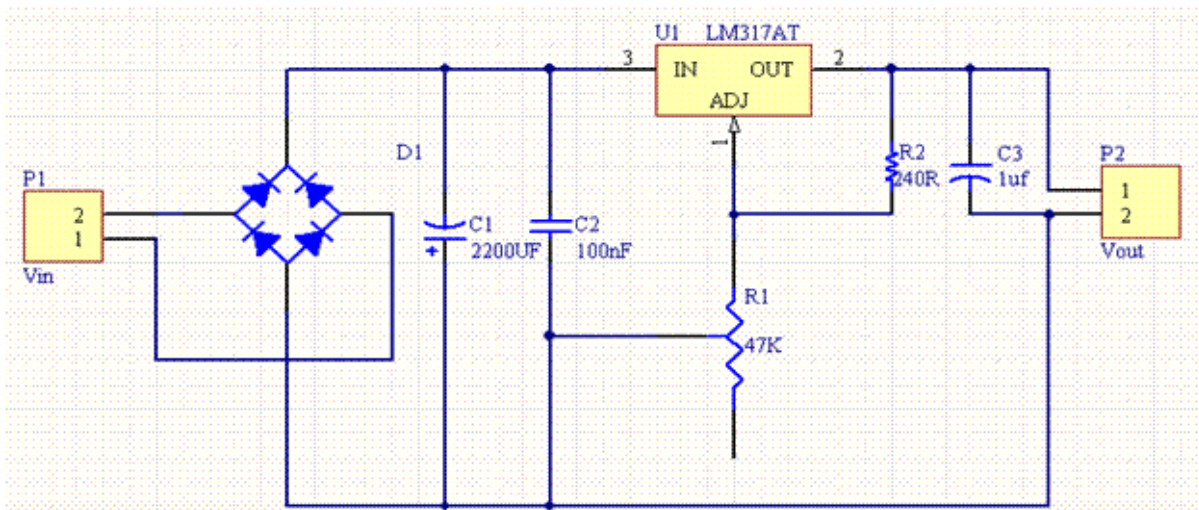 U1 LM317AT
3 IN OUT 2
ADJ
1
D1
P1
2
1
Vin
C1
2200UF
+
C2
100nF
R2
240R
C3
1uf
P2
1
2
Vout
R1
47K